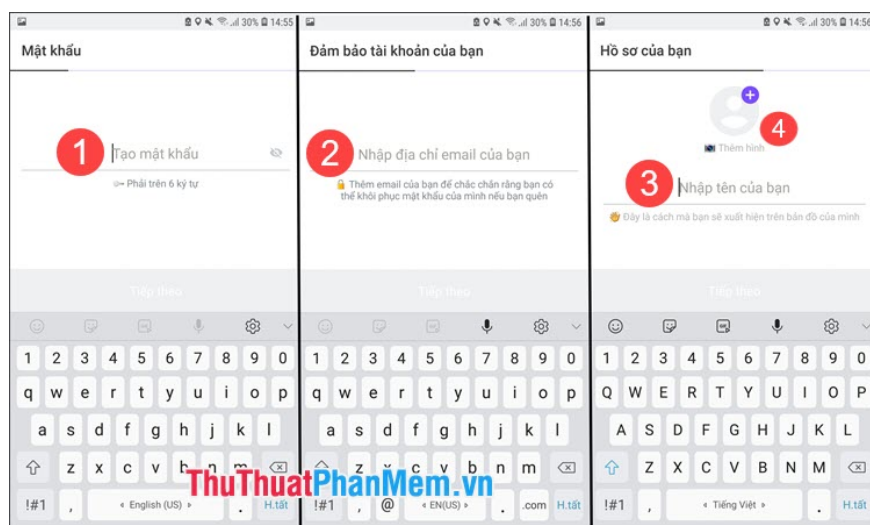 30% 14:55
Mật khẩu
1
Tạo mật khẩu
Phải trên 6 ký tự
Tiếp theo
1 2 3 4 5 6 7 8 9 0
q w e r t y u i o p
a s d f g h j k l
z x c v b n m
!#1 , English (US) . H.tất
30% 14:56
Đảm bảo tài khoản của bạn
2
Nhập địa chỉ email của bạn
Thêm email của bạn để chắc chắn rằng bạn có
thể khôi phục mật khẩu của mình nếu bạn quên
Tiếp theo
1 2 3 4 5 6 7 8 9 0
q w e r t y u i o p
a s d f g h j k l
z x c v b n m
!#1 , @ EN(US) . .com H.tất
30% 14:56
Hồ sơ của bạn
4
Thêm hình
3
Nhập tên của bạn
Đây là cách mà bạn sẽ xuất hiện trên bản đồ của mình
Tiếp theo
1 2 3 4 5 6 7 8 9 0
Q W E R T Y U I O P
A S D F G H J K L
Z X C V B N M
!#1 , Tiếng Việt . H.tất
ThuThuatPhanMem.vn